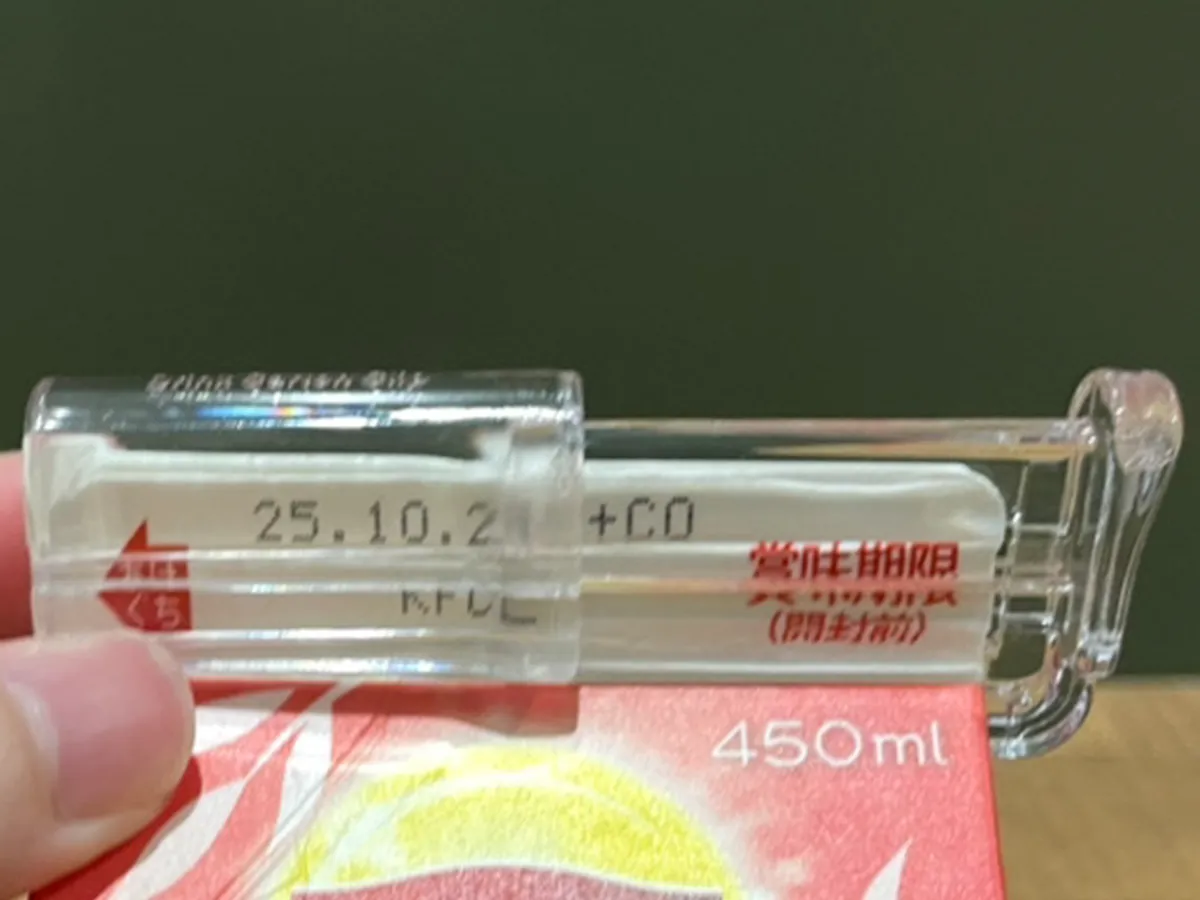 25.10.2 +CO
くち
賞味期限
(開封前)
450ml